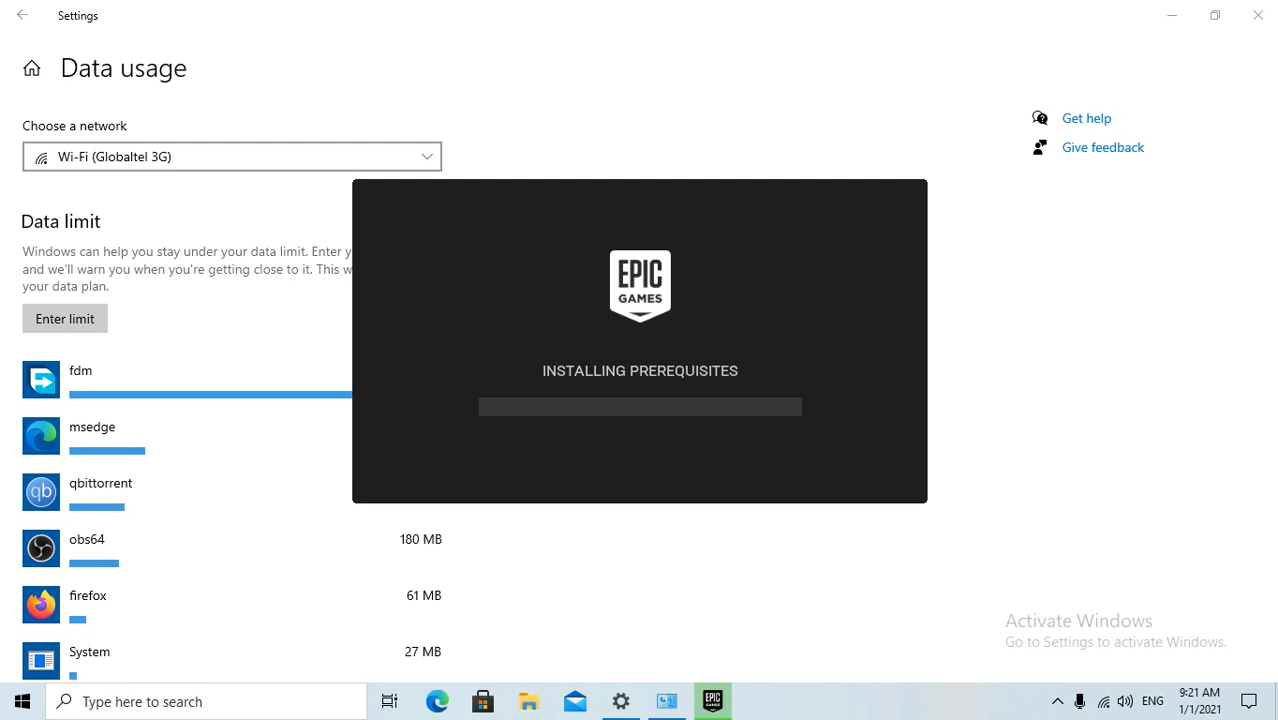 Settings
Data usage
Choose a network
Wi-Fi (Globaltel 3G)
Get help
Give feedback
Data limit
Windows can help you stay under your data limit. Enter
and we'll warn you when you're getting close to it. This
your data plan.
Enter limit
EPIC
GAMES
INSTALLING PREREQUISITES
fdm
msedge
qbittorrent
qb
obs64
180 MB
firefox
61 MB
System
27 MB
Activate Windows
Go to Settings to activate Windows.
Type here to search
EPIC
GAMES
ENG
9:21 AM
1/1/2021